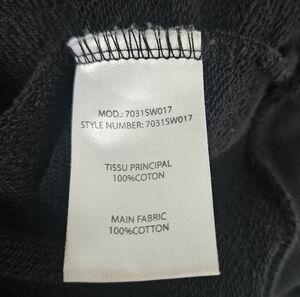 MOD.: 7031SW017
STYLE NUMBER: 7031SW017
TISSU PRINCIPAL
100%COTON
MAIN FABRIC
100%COTTON